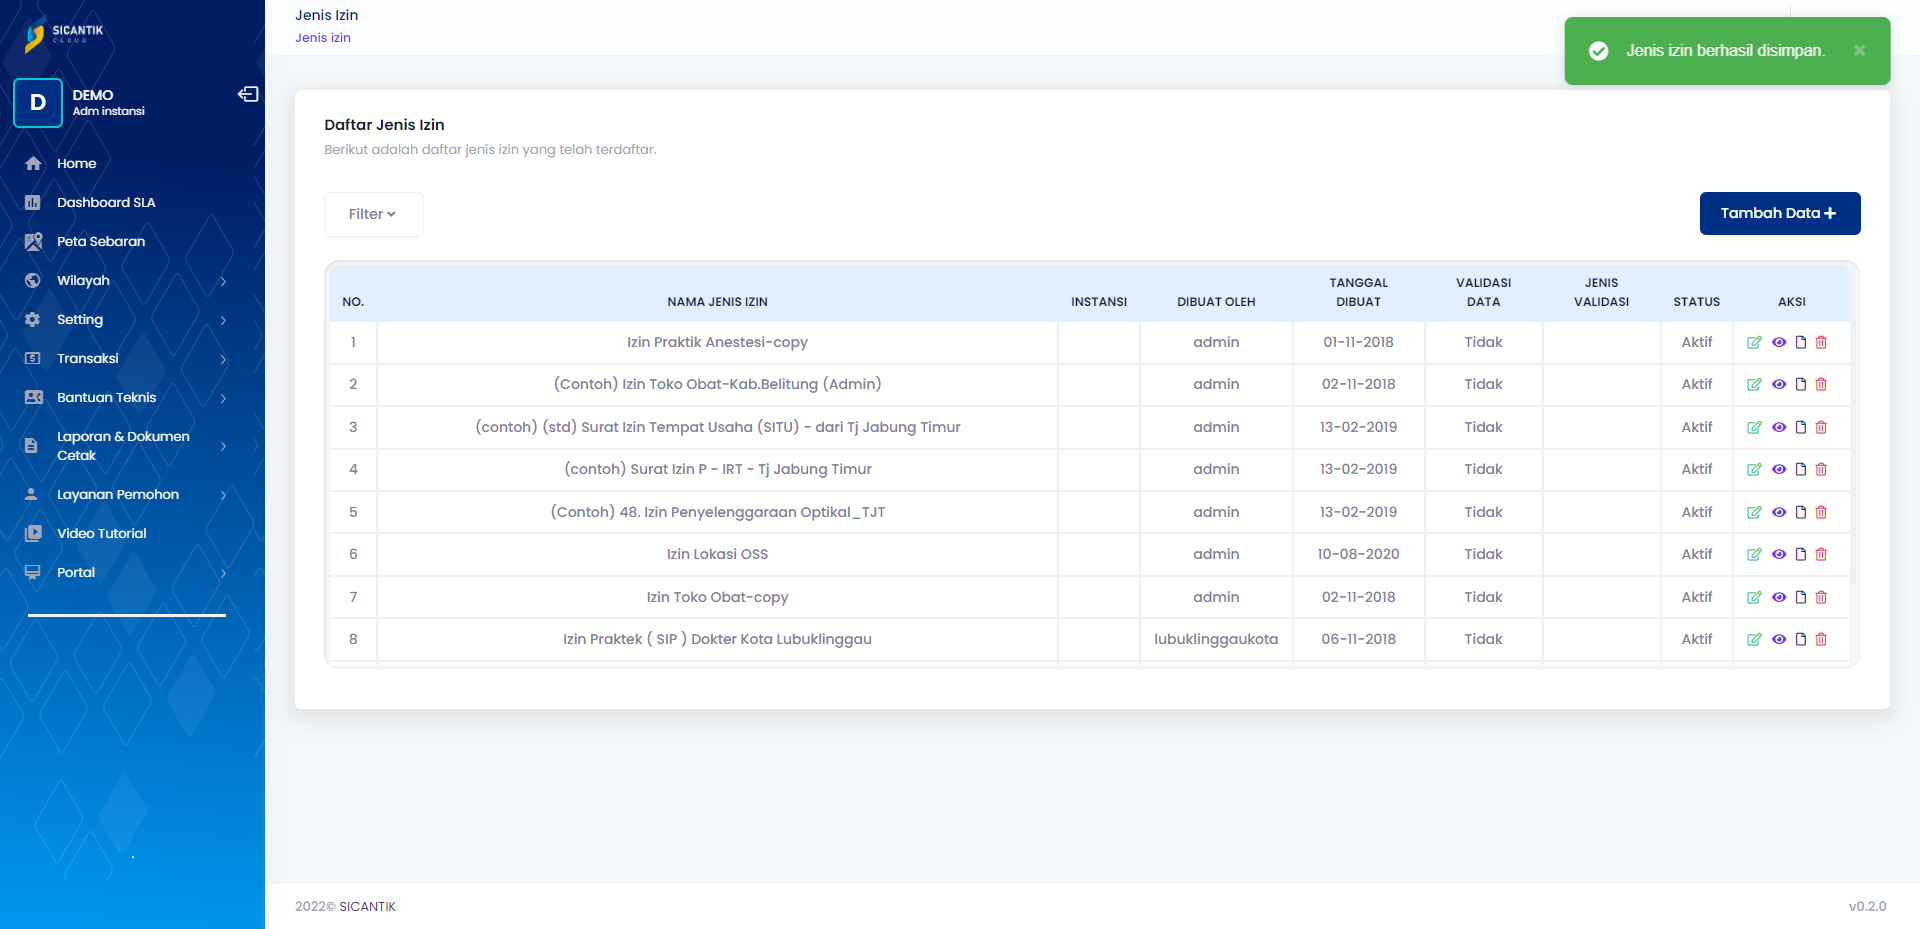 SICANTIK
CLOUD
D
DEMO
Adm instansi
Home
Dashboard SLA
Peta Sebaran
Wilayah
Setting
Transaksi
Bantuan Teknis
Laporan & Dokumen
Cetak
Layanan Pemohon
Video Tutorial
Portal
Jenis Izin
Jenis izin
Jenis izin berhasil disimpan. ×
Daftar Jenis Izin
Berikut adalah daftar jenis izin yang telah terdaftar.
Filter
Tambah Data +
NO. NAMA JENIS IZIN INSTANSI DIBUAT OLEH TANGGAL DIBUAT VALIDASI DATA JENIS VALIDASI STATUS AKSI
1 Izin Praktik Anestesi-copy admin 01-11-2018 Tidak Aktif
2 (Contoh) Izin Toko Obat-Kab.Belitung (Admin) admin 02-11-2018 Tidak Aktif
3 (contoh) (std) Surat Izin Tempat Usaha (SITU) - dari Tj Jabung Timur admin 13-02-2019 Tidak Aktif
4 (contoh) Surat Izin P - IRT - Tj Jabung Timur admin 13-02-2019 Tidak Aktif
5 (Contoh) 48. Izin Penyelenggaraan Optikal_TJT admin 13-02-2019 Tidak Aktif
6 Izin Lokasi OSS admin 10-08-2020 Tidak Aktif
7 Izin Toko Obat-copy admin 02-11-2018 Tidak Aktif
8 Izin Praktek ( SIP ) Dokter Kota Lubuklinggau lubuklinggaukota 06-11-2018 Tidak Aktif
2022© SICANTIK
v0.2.0